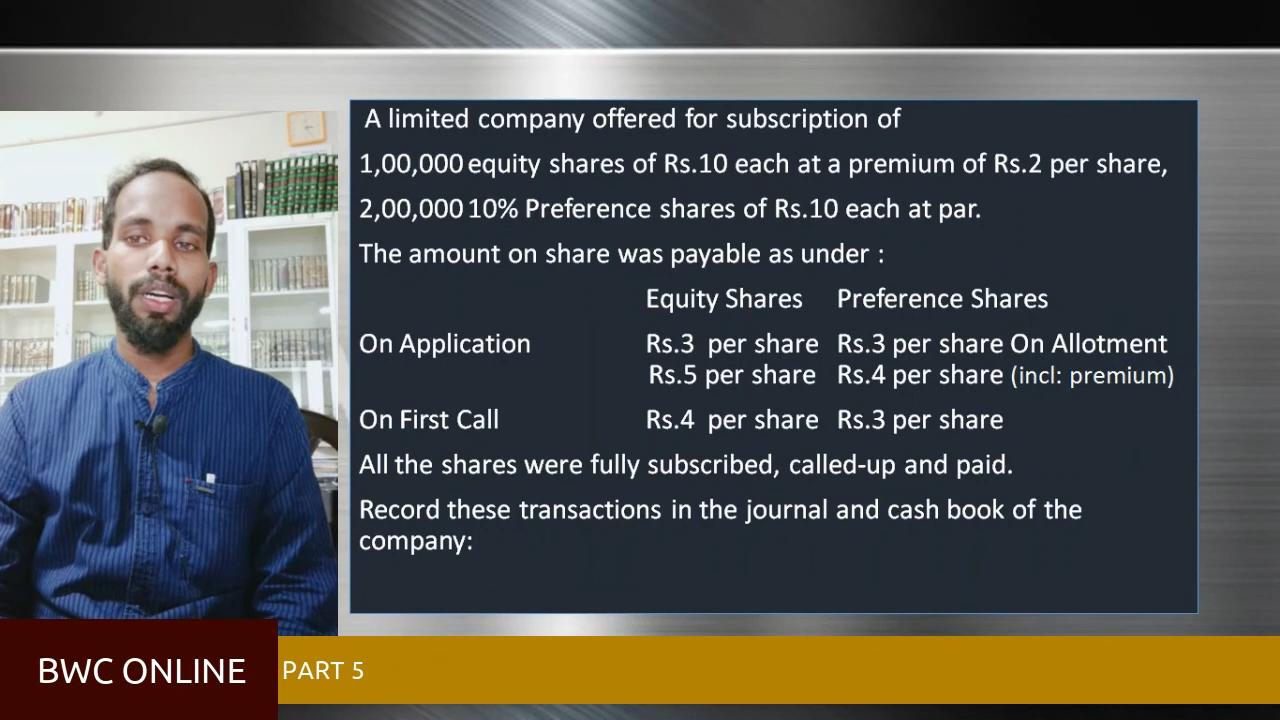 A limited company offered for subscription of
1,00,000 equity shares of Rs.10 each at a premium of Rs.2 per share,
2,00,000 10% Preference shares of Rs.10 each at par.
The amount on share was payable as under :
Equity Shares Preference Shares
On Application Rs.3 per share Rs.3 per share On Allotment
Rs.5 per share Rs.4 per share (incl: premium)
On First Call Rs.4 per share Rs.3 per share
All the shares were fully subscribed, called-up and paid.
Record these transactions in the journal and cash book of the
company:
BWC ONLINE PART 5